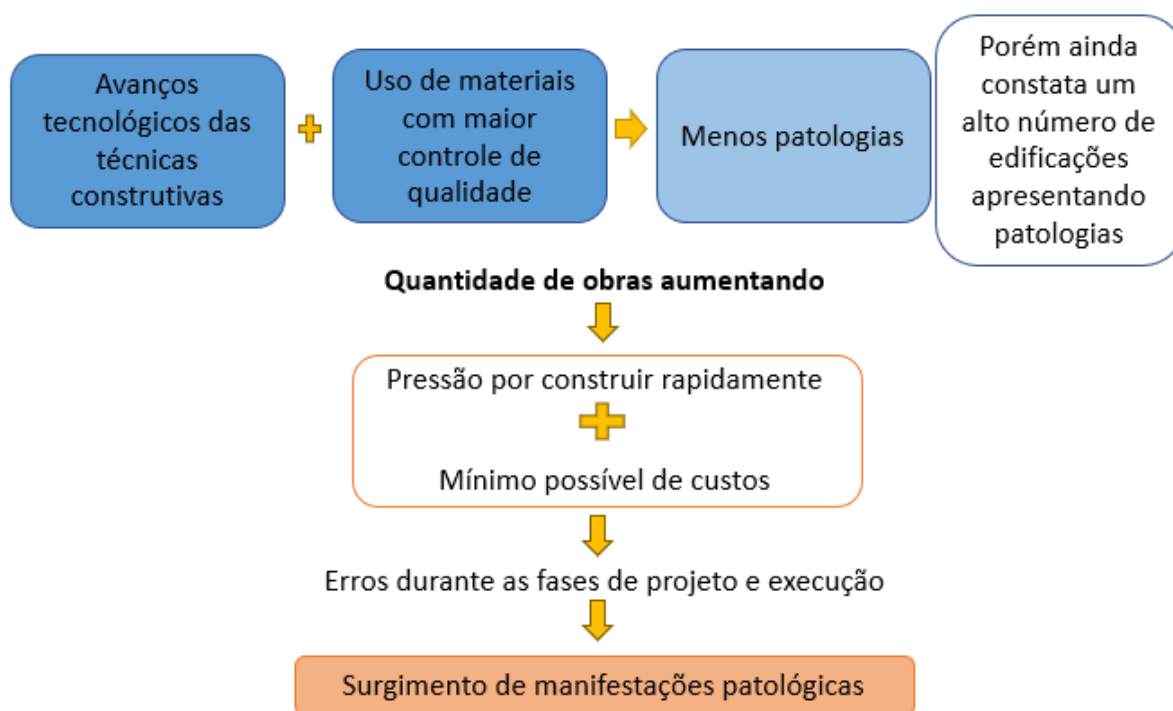 Avanços
tecnológicos das
técnicas
construtivas
Uso de materiais
com maior
controle de
qualidade
Menos patologias
Porém ainda
constata um
alto número de
edificações
apresentando
patologias
Quantidade de obras aumentando
Pressão por construir rapidamente
Mínimo possível de custos
Erros durante as fases de projeto e execução
Surgimento de manifestações patológicas